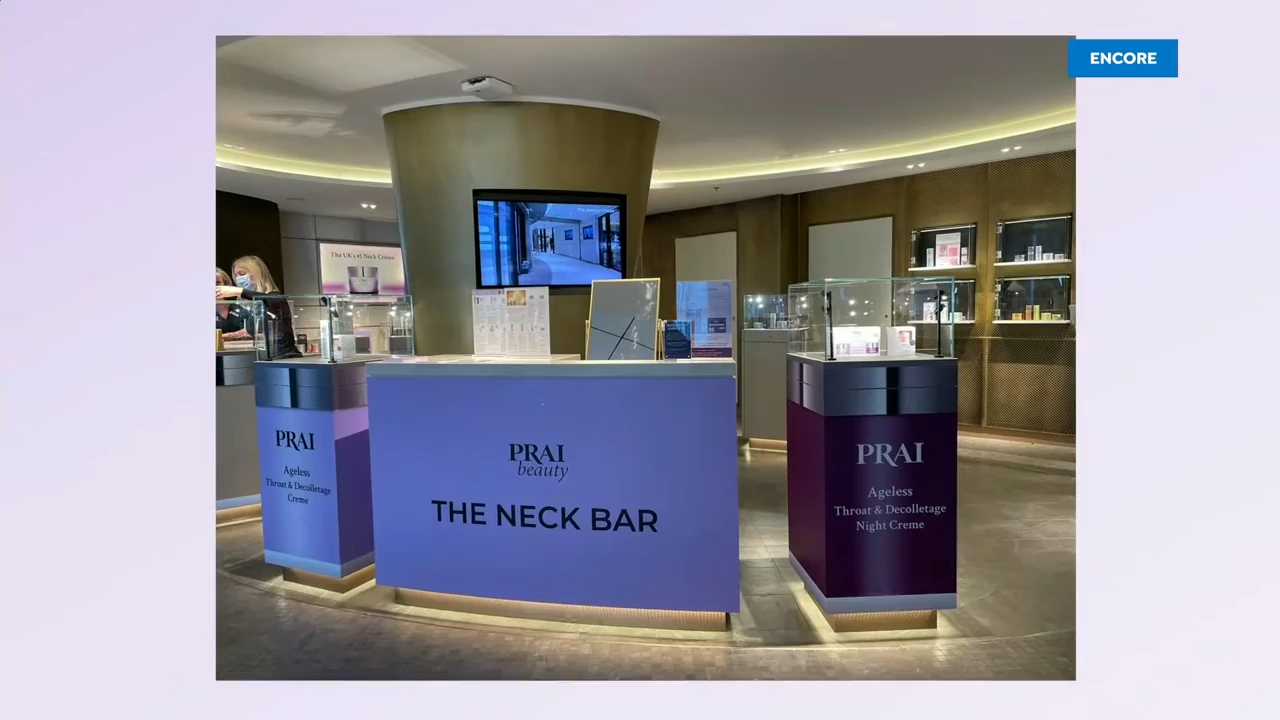 ENCORE
The UK's #1 Neck Creme
PRAI
Ageless
Throat & Decolletage
Creme
PRAI
beauty
THE NECK BAR
PRAI
Ageless
Throat & Decolletage
Night Creme